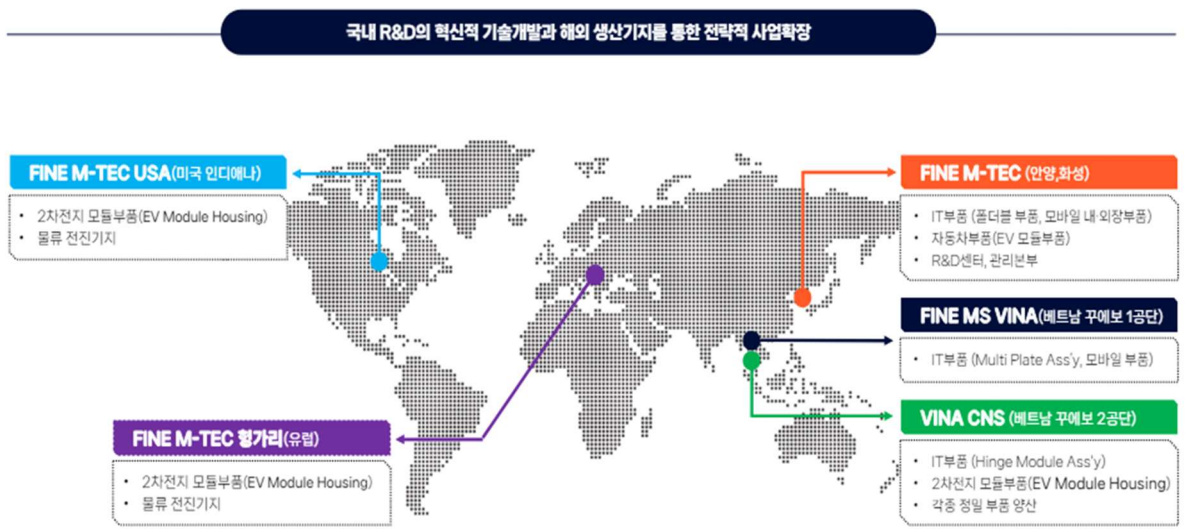 국내 R&D의 혁신적 기술개발과 해외 생산기지를 통한 전략적 사업확장
FINE M-TEC USA(미국 인디애나)
• 2차전지 모듈부품(EV Module Housing)
• 물류 전진기지
FINE M-TEC (안양,화성)
• IT부품 (폴더블 부품, 모바일 내·외장부품)
• 자동차부품(EV 모듈부품)
• R&D센터, 관리본부
FINE MS VINA(베트남 꾸에보 1공단)
• IT부품 (Multi Plate Ass'y, 모바일 부품)
VINA CNS (베트남 꾸에보 2공단)
• IT부품 (Hinge Module Ass'y)
• 2차전지 모듈부품(EV Module Housing)
• 각종 정밀 부품 양산
FINE M-TEC 헝가리(유럽)
• 2차전지 모듈부품(EV Module Housing)
• 물류 전진기지